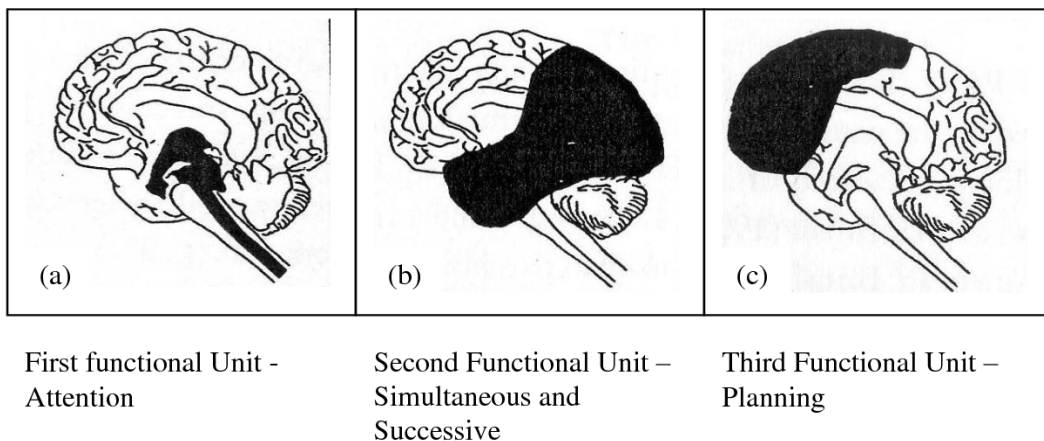 (a)
(b)
(c)
First functional Unit -
Attention
Second Functional Unit –
Simultaneous and
Successive
Third Functional Unit –
Planning